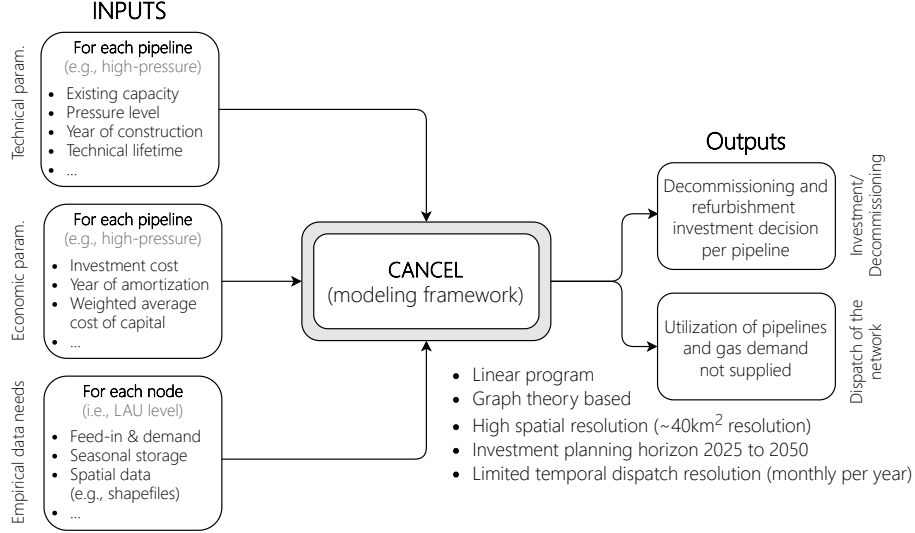 INPUTS
Technical param.
For each pipeline
(e.g., high-pressure)
• Existing capacity
• Pressure level
• Year of construction
• Technical lifetime
• ...
Economic param.
For each pipeline
(e.g., high-pressure)
• Investment cost
• Year of amortization
• Weighted average
cost of capital
• ...
Empirical data needs
For each node
(i.e., LAU level)
• Feed-in & demand
• Seasonal storage
• Spatial data
(e.g., shapefiles)
• ...
CANCEL
(modeling framework)
• Linear program
• Graph theory based
• High spatial resolution (~40km² resolution)
• Investment planning horizon 2025 to 2050
• Limited temporal dispatch resolution (monthly per year)
Outputs
Decommissioning and
refurbishment
investment decision
per pipeline
Investment/
Decommissioning
Utilization of pipelines
and gas demand
not supplied
Dispatch of the
network